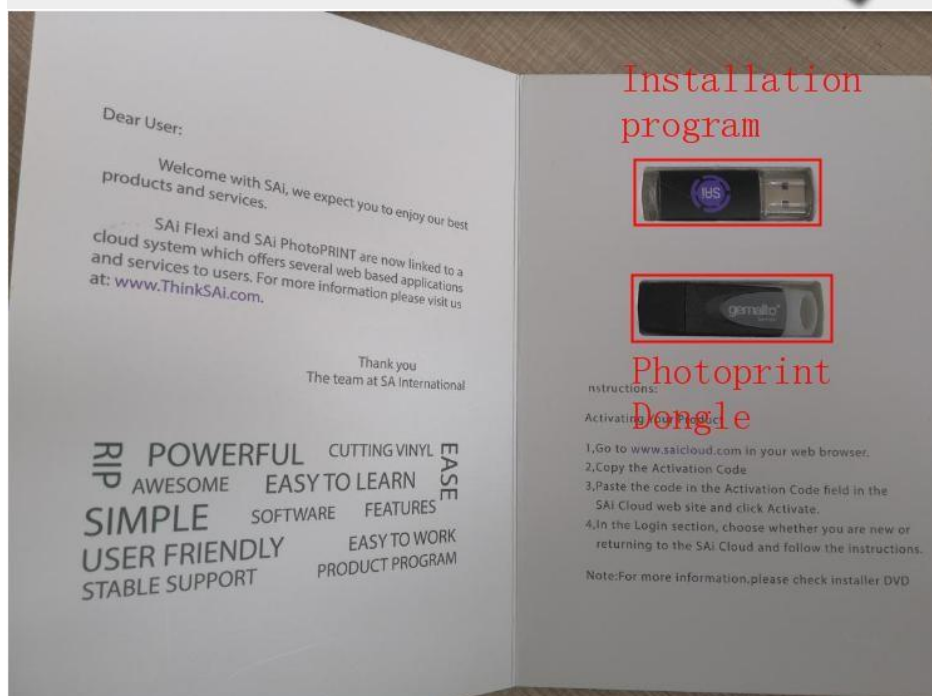 Dear User:
Welcome with SAi, we expect you to enjoy our best
products and services.
SAi Flexi and SAi PhotoPRINT are now linked to a
cloud system which offers several web based applications
and services to users. For more information please visit us
at: www.ThinkSAi.com.
Thank you
The team at SA International
RIP
POWERFUL
CUTTING VINYL
EASE
AWESOME
EASY TO LEARN
SIMPLE
SOFTWARE
FEATURES
USER FRIENDLY
EASY TO WORK
STABLE SUPPORT
PRODUCT PROGRAM
Installation
program
SAi
gemalto
Photoprint
Dongle
nstructions:
Activating Your Product
1,Go to www.saicloud.com in your web browser.
2,Copy the Activation Code
3,Paste the code in the Activation Code field in the
SAi Cloud web site and click Activate.
4,In the Login section, choose whether you are new or
returning to the SAi Cloud and follow the instructions.
Note:For more information,please check installer DVD